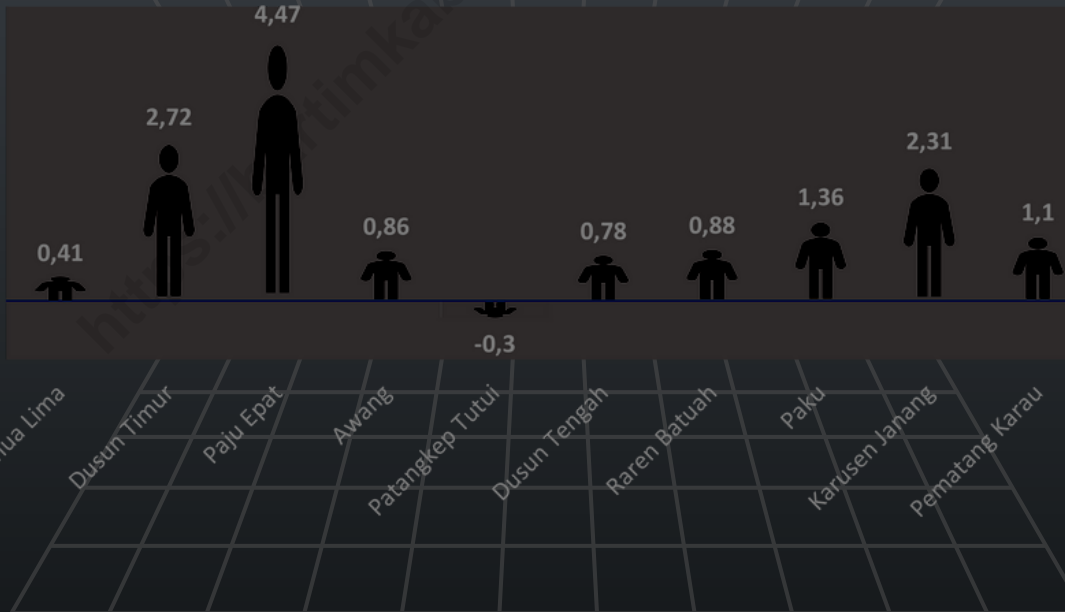 4,47
2,72
2,31
1,36
1,1
0,86
0,88
0,78
0,41
-0,3
Lima
Dusun Timur
Paju Epat
Awang
Patangkep Tutui
Dusun Tengah
Raren Batuah
Paku
Karusen Janang
Pematang Karau